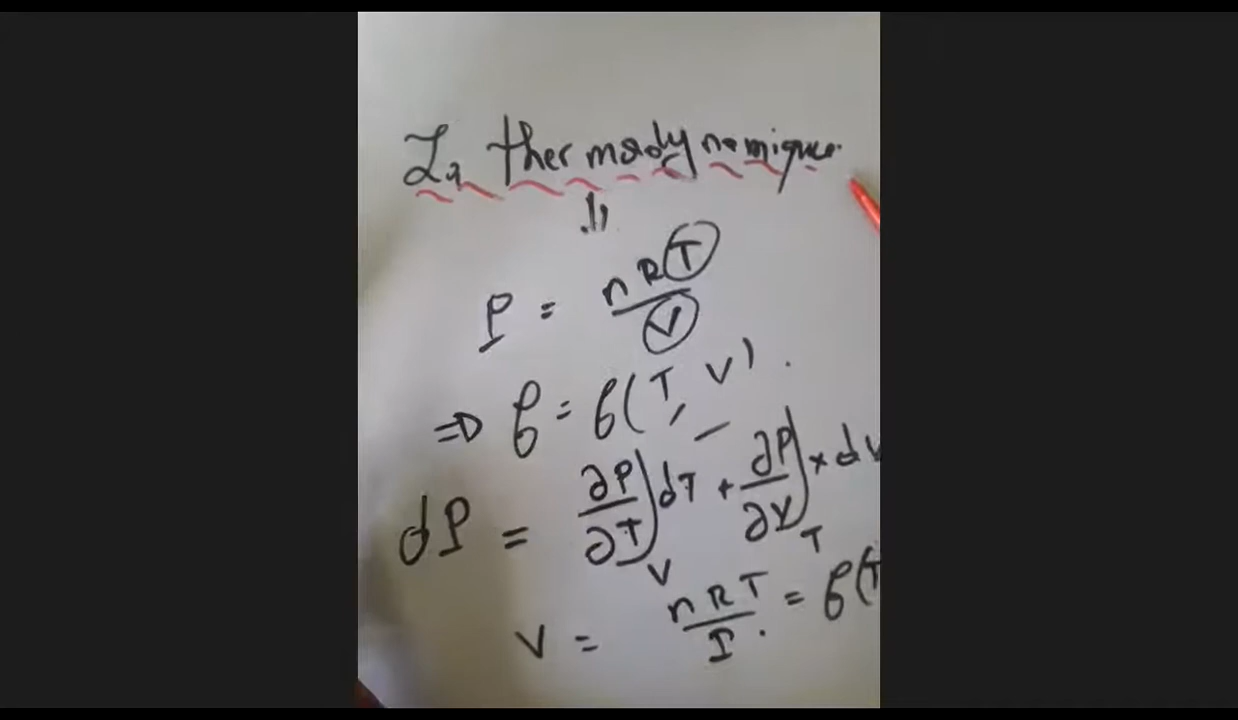 La thermodynamique.
⇓
P = nRT/V
⇒ f = f(T, V).
dP = ∂P/∂T)_V dT + ∂P/∂V)_T × dV
V = nRT/P. = f(T